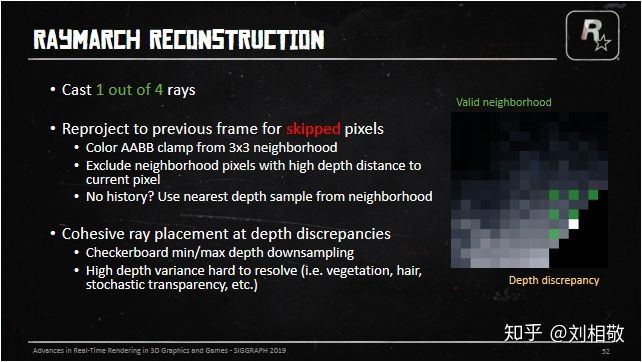 RAYMARCH RECONSTRUCTION
R
• Cast 1 out of 4 rays
Valid neighborhood
• Reproject to previous frame for skipped pixels
• Color AABB clamp from 3x3 neighborhood
• Exclude neighborhood pixels with high depth distance to
current pixel
• No history? Use nearest depth sample from neighborhood
• Cohesive ray placement at depth discrepancies
• Checkerboard min/max depth downsampling
• High depth variance hard to resolve (i.e. vegetation, hair,
stochastic transparency, etc.)
Depth discrepancy
知乎 @刘相敬
Advances in Real-Time Rendering in 3D Graphics and Games - SIGGRAPH 2019
52